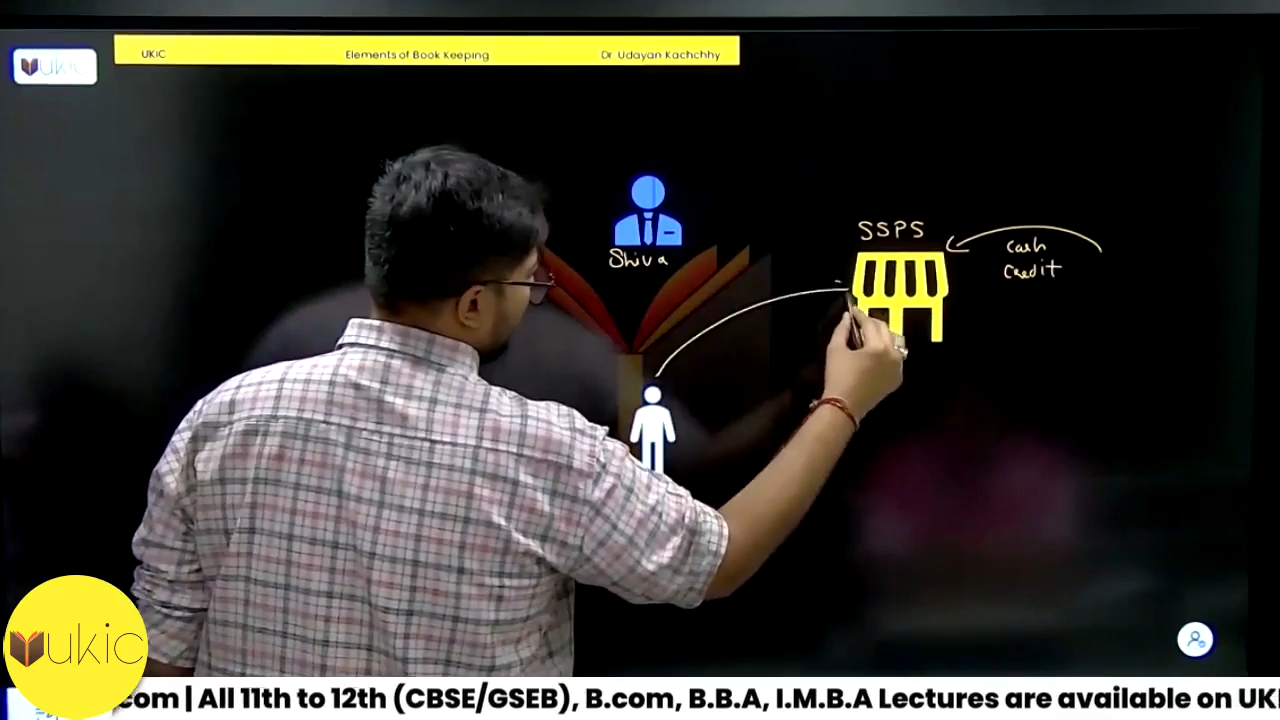 ukic
UKIC Elements of Book Keeping Dr. Udayan Kachchhy
SSPS
cash
credit
Shiva
ukic
.com | All 11th to 12th (CBSE/GSEB), B.com, B.B.A, I.M.B.A Lectures are available on UKI